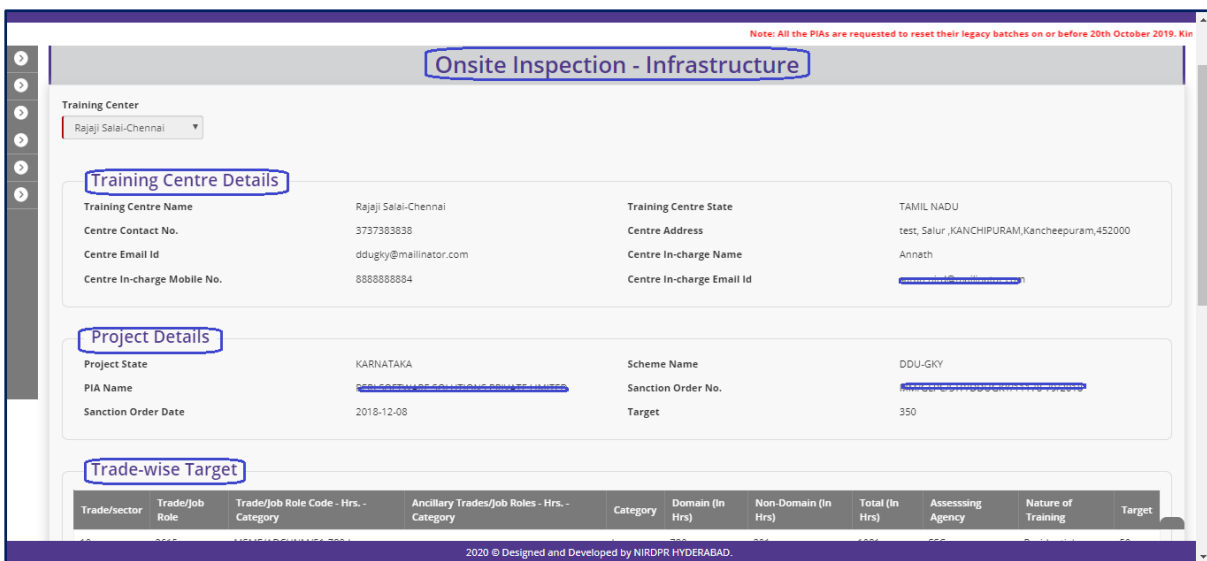 Note: All the PIAs are requested to reset their legacy batches on or before 20th October 2019. Kin
Onsite Inspection - Infrastructure
Training Center
Rajaji Salai-Chennai
Training Centre Details
Training Centre Name Rajaji Salai-Chennai Training Centre State TAMIL NADU
Centre Contact No. 3737383838 Centre Address test, Salur ,KANCHIPURAM,Kancheepuram,452000
Centre Email Id ddugky@mailinator.com Centre In-charge Name Annath
Centre In-charge Mobile No. 8888888884 Centre In-charge Email Id
Project Details
Project State KARNATAKA Scheme Name DDU-GKY
PIA Name Sanction Order No.
Sanction Order Date 2018-12-08 Target 350
Trade-wise Target
Trade/sector Trade/Job Role Trade/Job Role Code - Hrs. - Category Ancillary Trades/Job Roles - Hrs. - Category Category Domain (In Hrs) Non-Domain (In Hrs) Total (In Hrs) Assesssing Agency Nature of Training Target
2020 © Designed and Developed by NIRDPR HYDERABAD.